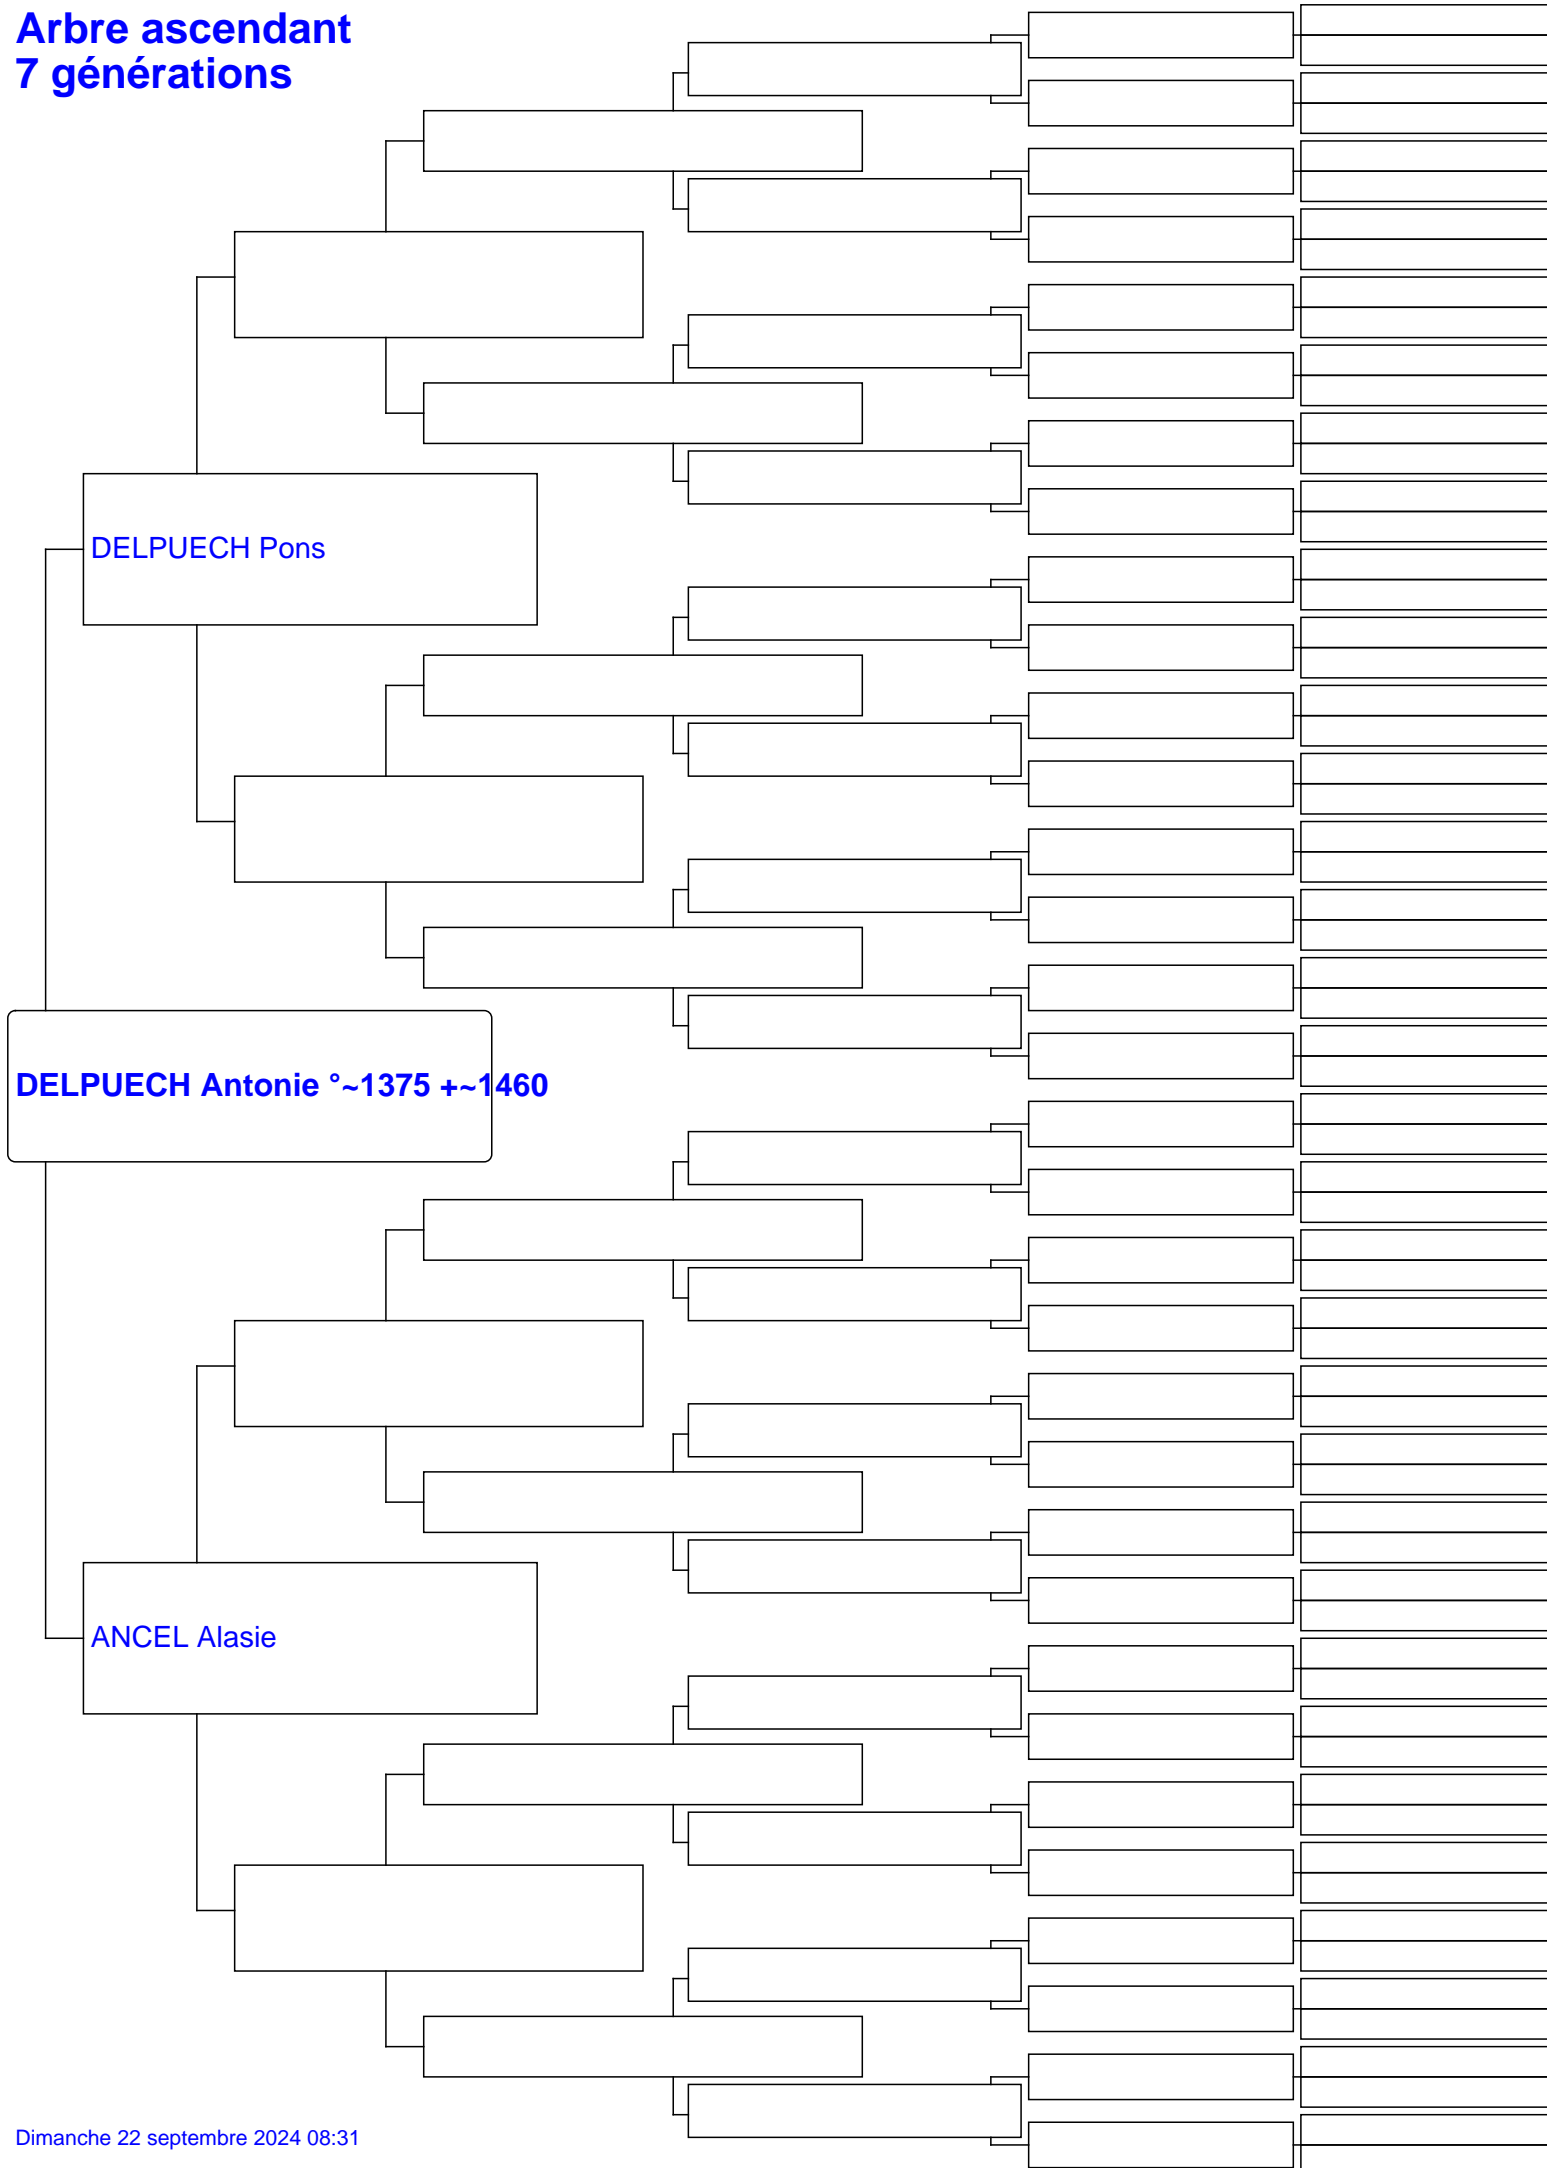 Arbre ascendant
7 générations
DELPUECH Pons
DELPUECH Antonie °~1375 +~1460
ANCEL Alasie
Dimanche 22 septembre 2024 08:31